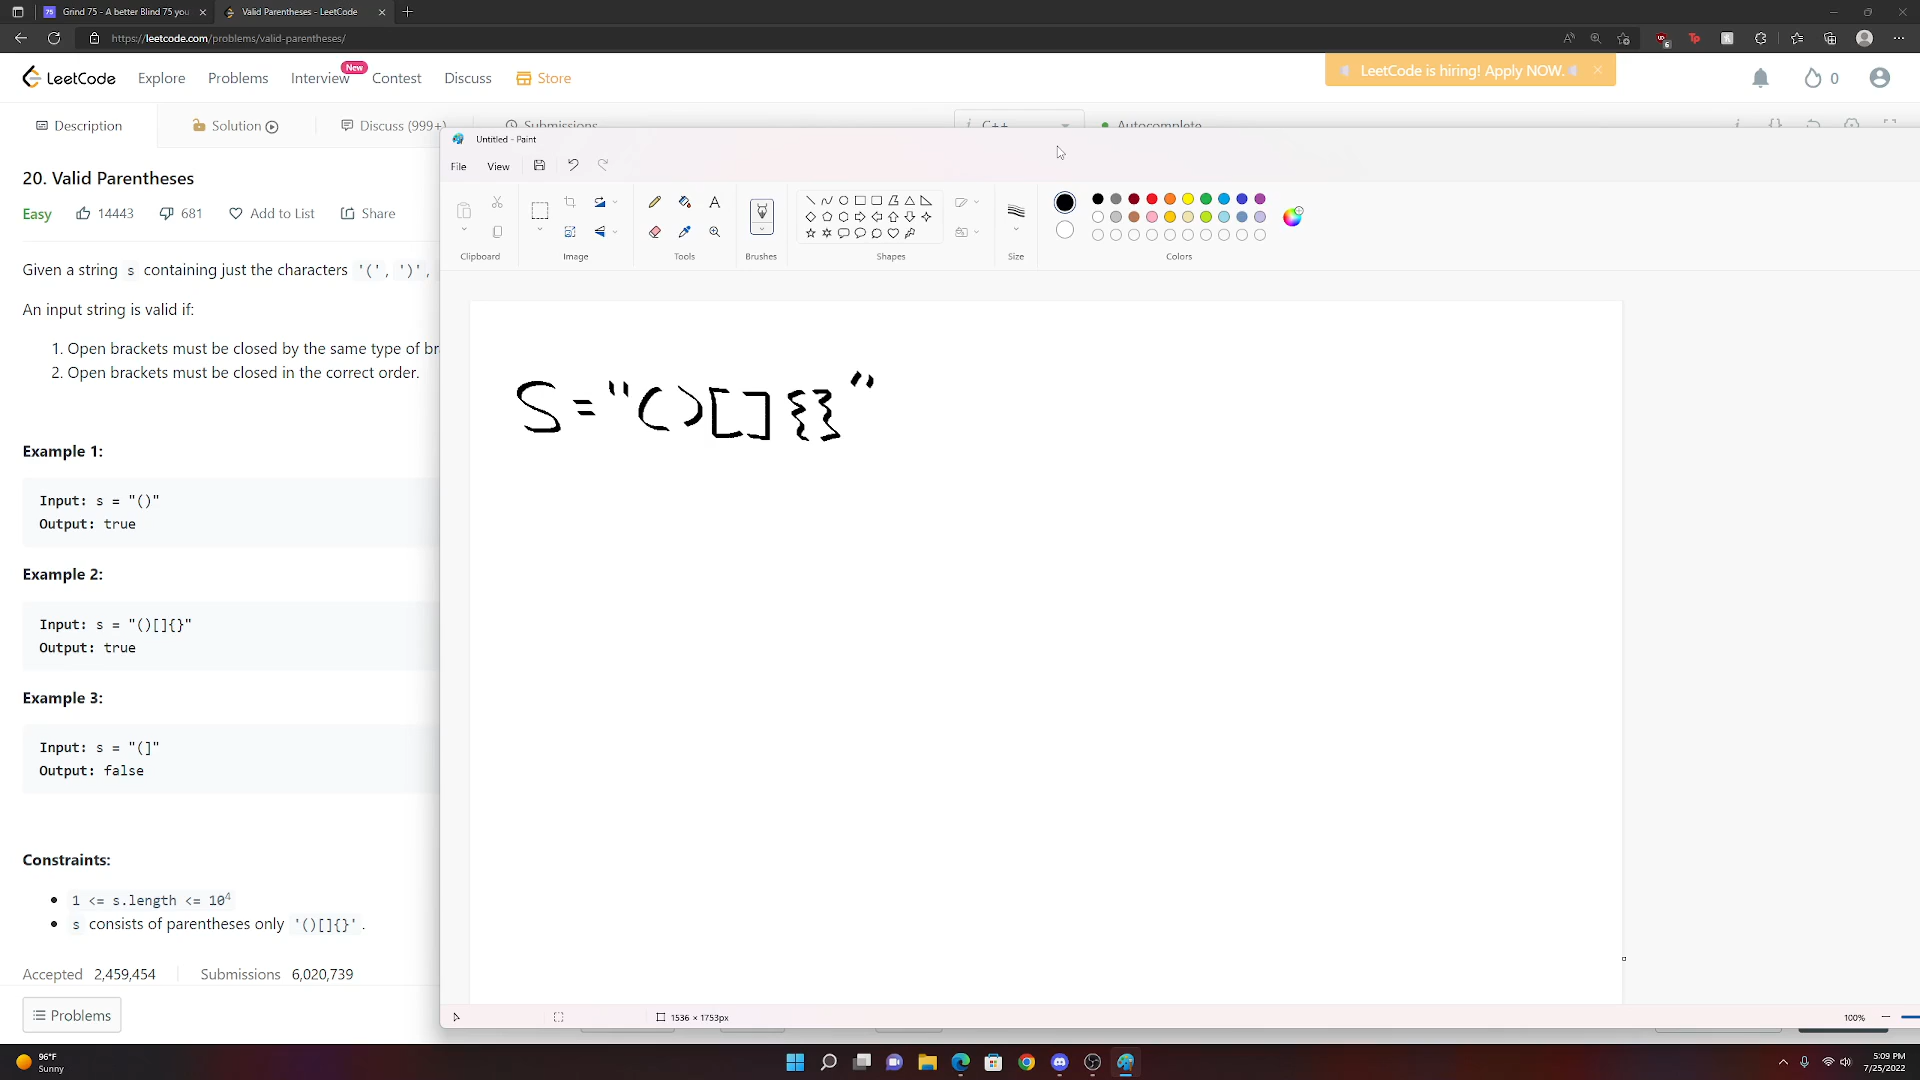 Grind 75 - A better Blind 75 you
Valid Parentheses - LeetCode
https://leetcode.com/problems/valid-parentheses/
6
LeetCode
Explore
Problems
Interview
New
Contest
Discuss
Store
LeetCode is hiring! Apply NOW.
0
Description
Solution
Discuss (999+)
Submissions
C++
Autocomplete
Untitled - Paint
File
View
Clipboard
Image
Tools
Brushes
Shapes
Size
Colors
20. Valid Parentheses
Easy
14443
681
Add to List
Share
Given a string s containing just the characters '(', ')',
An input string is valid if:
1. Open brackets must be closed by the same type of br
2. Open brackets must be closed in the correct order.
S="()[]{}"
Example 1:
Input: s = "()"
Output: true
Example 2:
Input: s = "()[]{}"
Output: true
Example 3:
Input: s = "(]"
Output: false
Constraints:
1 <= s.length <= 10⁴
s consists of parentheses only '()[]{}'.
Accepted 2,459,454
Submissions 6,020,739
Problems
1536 × 1753px
100%
96°F
Sunny
5:09 PM
7/25/2022